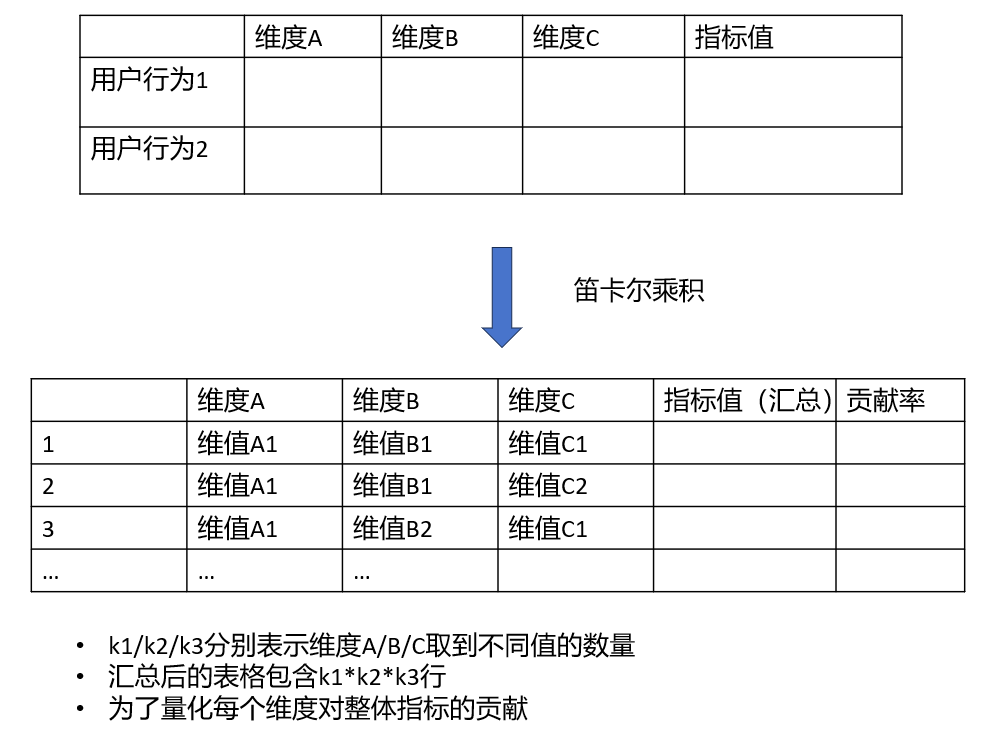 维度A 维度B 维度C 指标值
用户行为1
用户行为2
笛卡尔乘积
维度A 维度B 维度C 指标值（汇总） 贡献率
1 维值A1 维值B1 维值C1
2 维值A1 维值B1 维值C2
3 维值A1 维值B2 维值C1
... ... ...
• k1/k2/k3分别表示维度A/B/C取到不同值的数量
• 汇总后的表格包含k1*k2*k3行
• 为了量化每个维度对整体指标的贡献